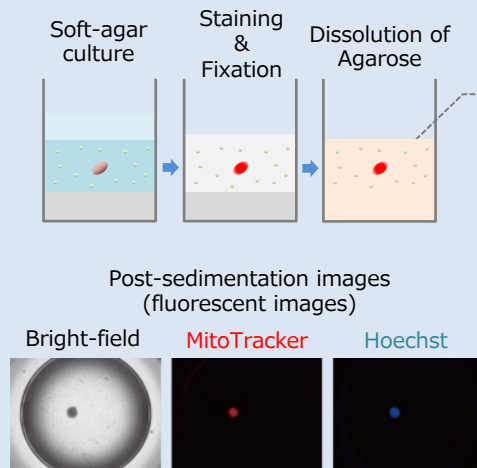 Soft-agar
culture
Staining
&
Fixation
Dissolution of
Agarose
Post-sedimentation images
(fluorescent images)
Bright-field
MitoTracker
Hoechst